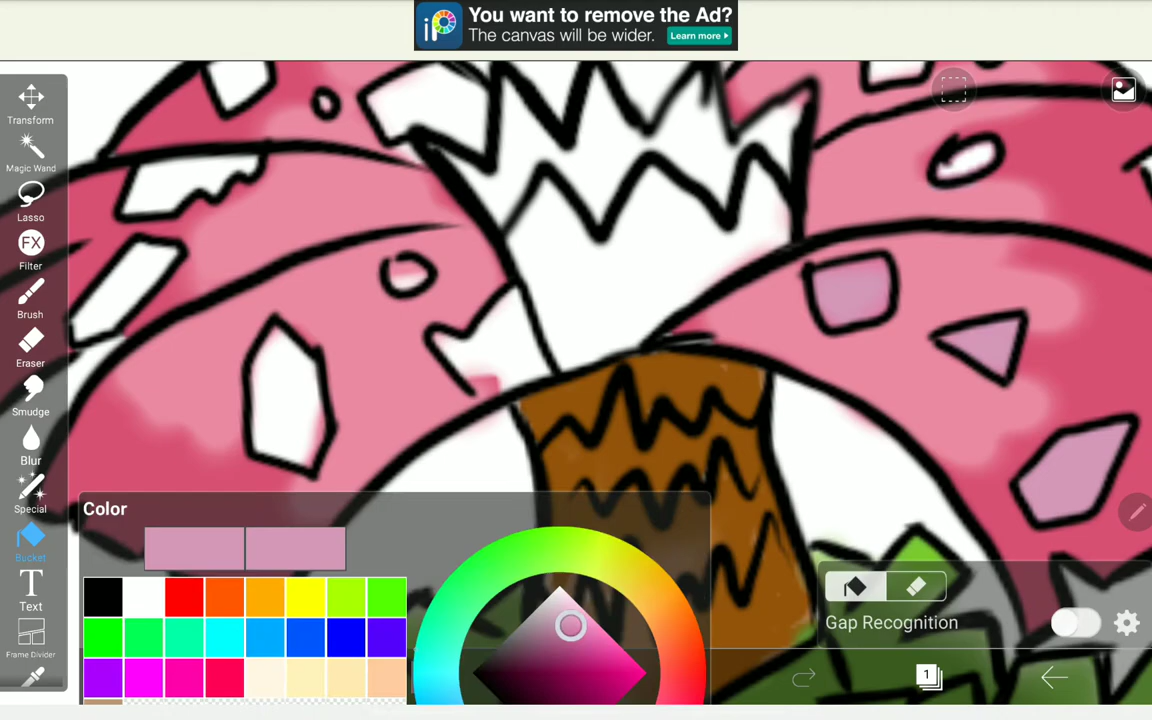 iP
You want to remove the Ad?
The canvas will be wider.
Learn more
Transform
Magic Wand
Lasso
FX
Filter
Brush
Eraser
Smudge
Blur
Special
Bucket
T
Text
Frame Divider
Color
Gap Recognition
1